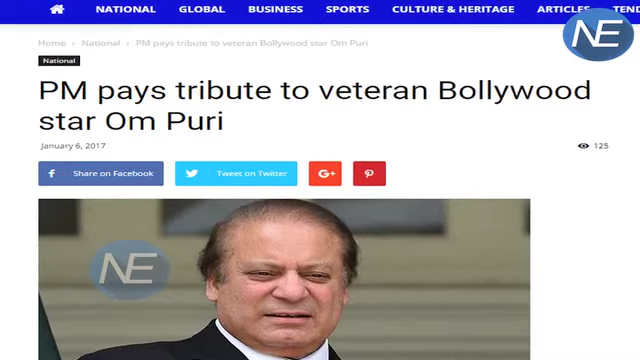 NATIONAL GLOBAL BUSINESS SPORTS CULTURE & HERITAGE ARTICLES TEND
NE
Home › National › PM pays tribute to veteran Bollywood star Om Puri
National
PM pays tribute to veteran Bollywood
star Om Puri
January 6, 2017 125
f Share on Facebook Tweet on Twitter G+
NE